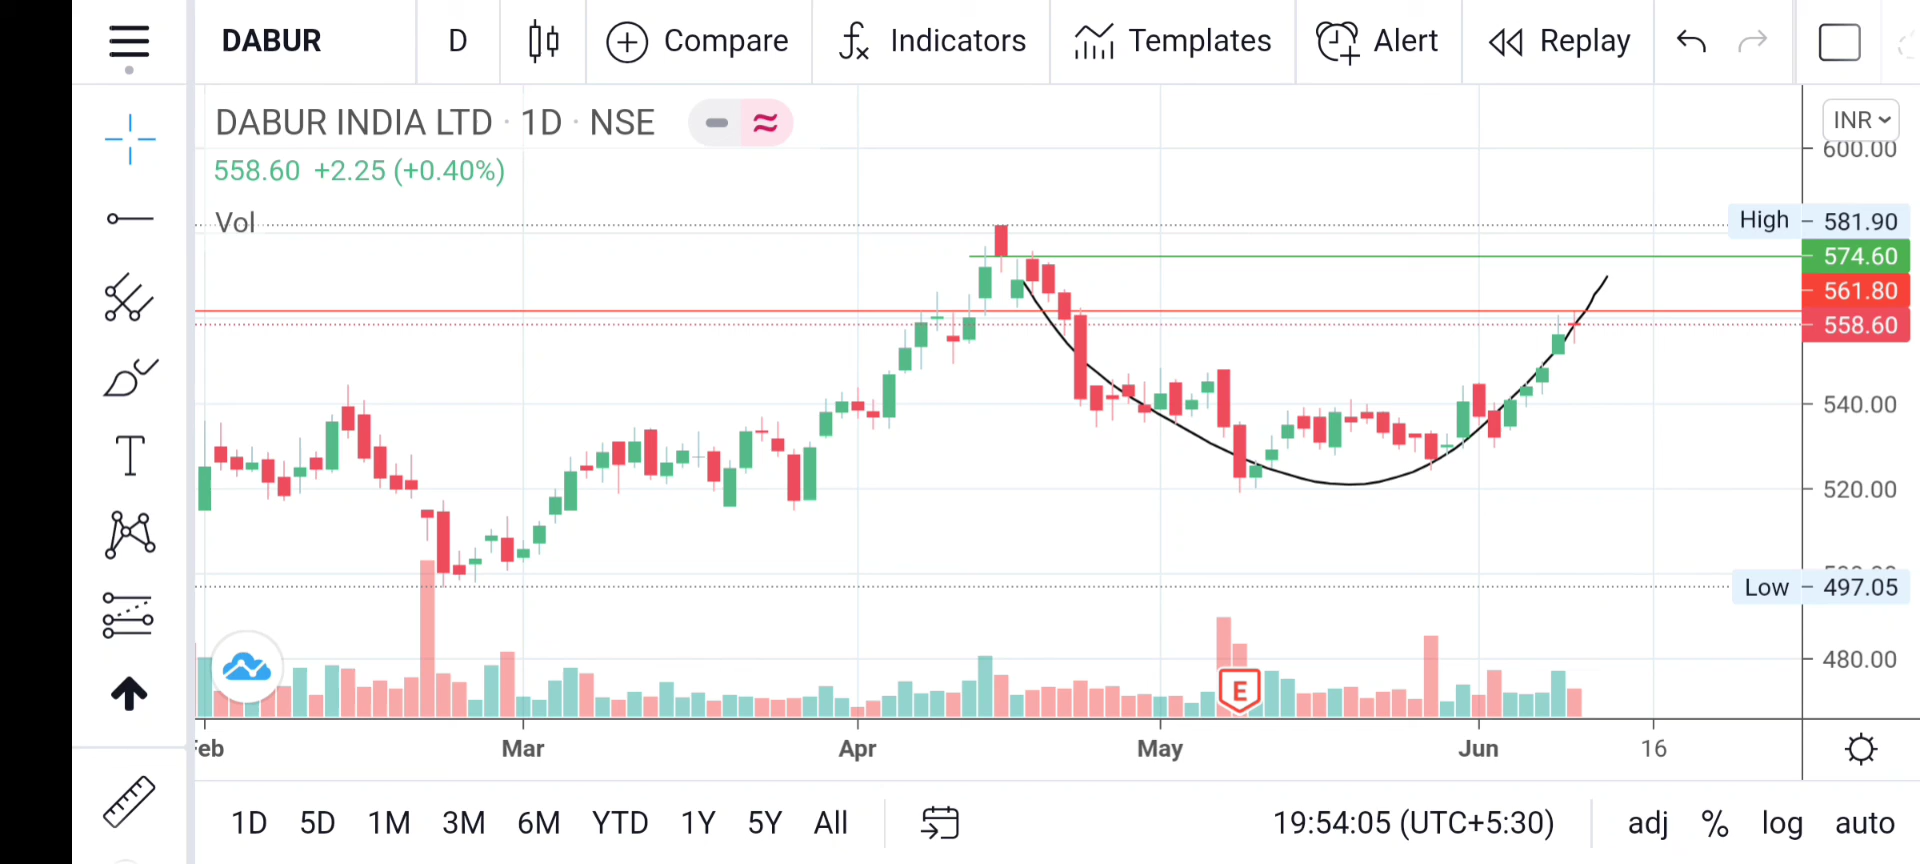 DABUR D Compare Indicators Templates Alert Replay
DABUR INDIA LTD · 1D · NSE
INR
600.00
558.60 +2.25 (+0.40%)
Vol
High 581.90
574.60
561.80
558.60
540.00
520.00
Low 497.05
480.00
E
Mar Apr May Jun 16
1D 5D 1M 3M 6M YTD 1Y 5Y All 19:54:05 (UTC+5:30) adj % log auto
T